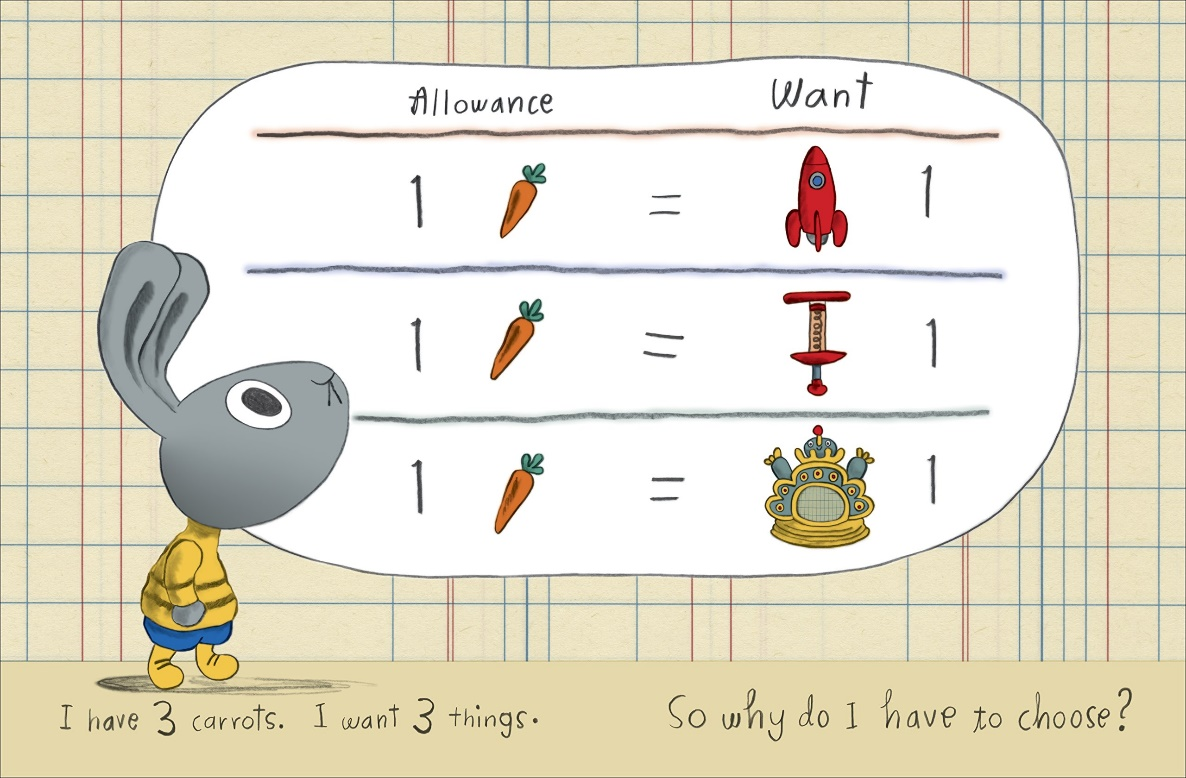 Allowance Want
1 = 1
1 = 1
1 = 1
I have 3 carrots. I want 3 things. So why do I have to choose?